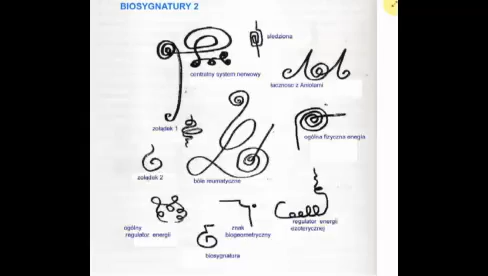 BIOSYGNATURY 2
śledziona
centralny system nerwowy
łączność z Aniołami
żołądek 1
ogólna fizyczna enegia
żołądek 2
bóle reumatyczne
ogólny
regulator energii
znak
biogeometryczny
regulator energii
ezoterycznej
biosygnatura